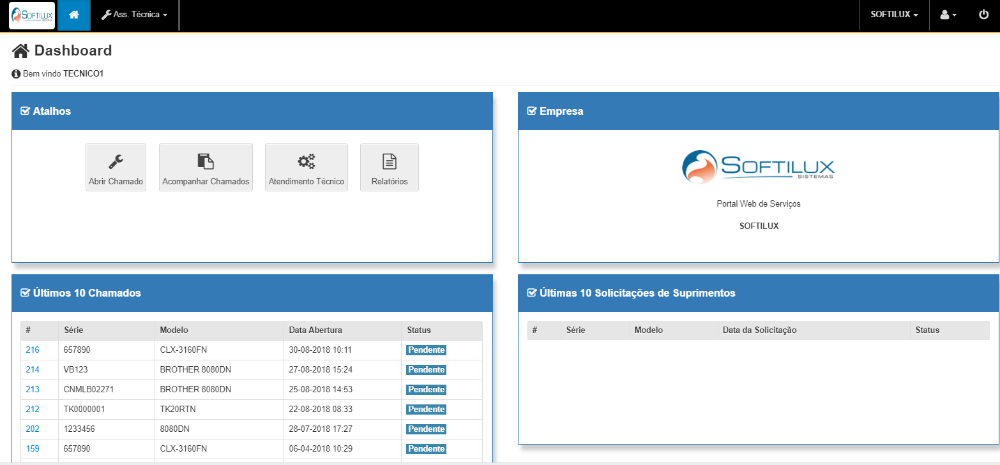 SOFTILUX
SISTEMAS
Ass. Técnica
SOFTILUX
Dashboard
Bem vindo TECNICO1
Atalhos
Abrir Chamado
Acompanhar Chamados
Atendimento Técnico
Relatórios
Empresa
SOFTILUX
SISTEMAS
Portal Web de Serviços
SOFTILUX
Últimos 10 Chamados
# Série Modelo Data Abertura Status
216 657890 CLX-3160FN 30-08-2018 10:11 Pendente
214 VB123 BROTHER 8080DN 27-08-2018 15:24 Pendente
213 CNMLB02271 BROTHER 8080DN 25-08-2018 14:53 Pendente
212 TK0000001 TK20RTN 22-08-2018 08:33 Pendente
202 1233456 8080DN 28-07-2018 17:27 Pendente
159 657890 CLX-3160FN 06-04-2018 10:29 Pendente
Últimas 10 Solicitações de Suprimentos
# Série Modelo Data da Solicitação Status